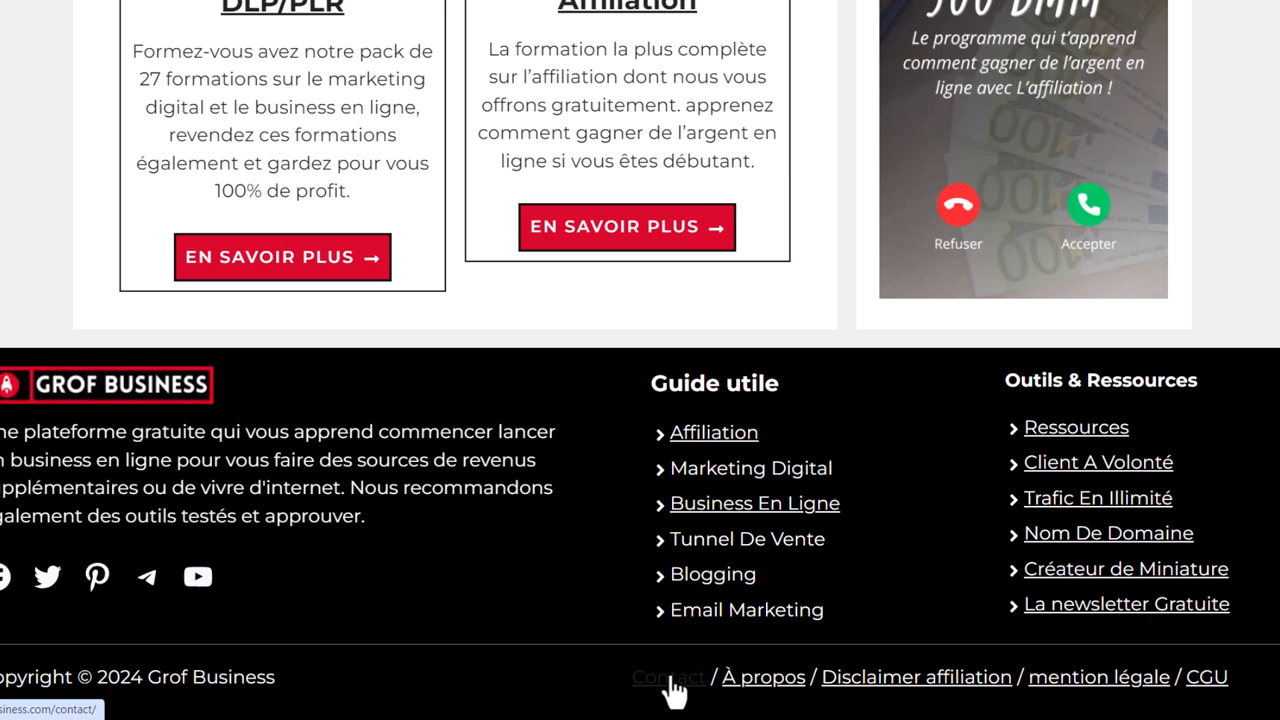 DLP/PLR
Formez-vous avez notre pack de
27 formations sur le marketing
digital et le business en ligne,
revendez ces formations
également et gardez pour vous
100% de profit.
EN SAVOIR PLUS →
Affiliation
La formation la plus complète
sur l'affiliation dont nous vous
offrons gratuitement. apprenez
comment gagner de l'argent en
ligne si vous êtes débutant.
EN SAVOIR PLUS →
Le programme qui t'apprend
comment gagner de l'argent en
ligne avec L'affiliation !
Refuser
Accepter
GROF BUSINESS
ne plateforme gratuite qui vous apprend commencer lancer
n business en ligne pour vous faire des sources de revenus
pplémentaires ou de vivre d'internet. Nous recommandons
galement des outils testés et approuver.
Guide utile
Affiliation
Marketing Digital
Business En Ligne
Tunnel De Vente
Blogging
Email Marketing
Outils & Ressources
Ressources
Client A Volonté
Trafic En Illimité
Nom De Domaine
Créateur de Miniature
La newsletter Gratuite
opyright © 2024 Grof Business
Contact / À propos / Disclaimer affiliation / mention légale / CGU
siness.com/contact/